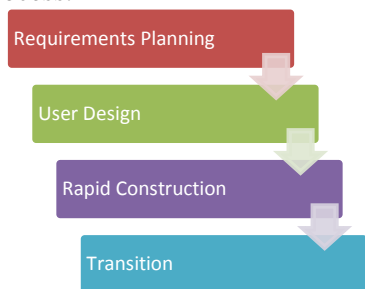 Requirements Planning
User Design
Rapid Construction
Transition